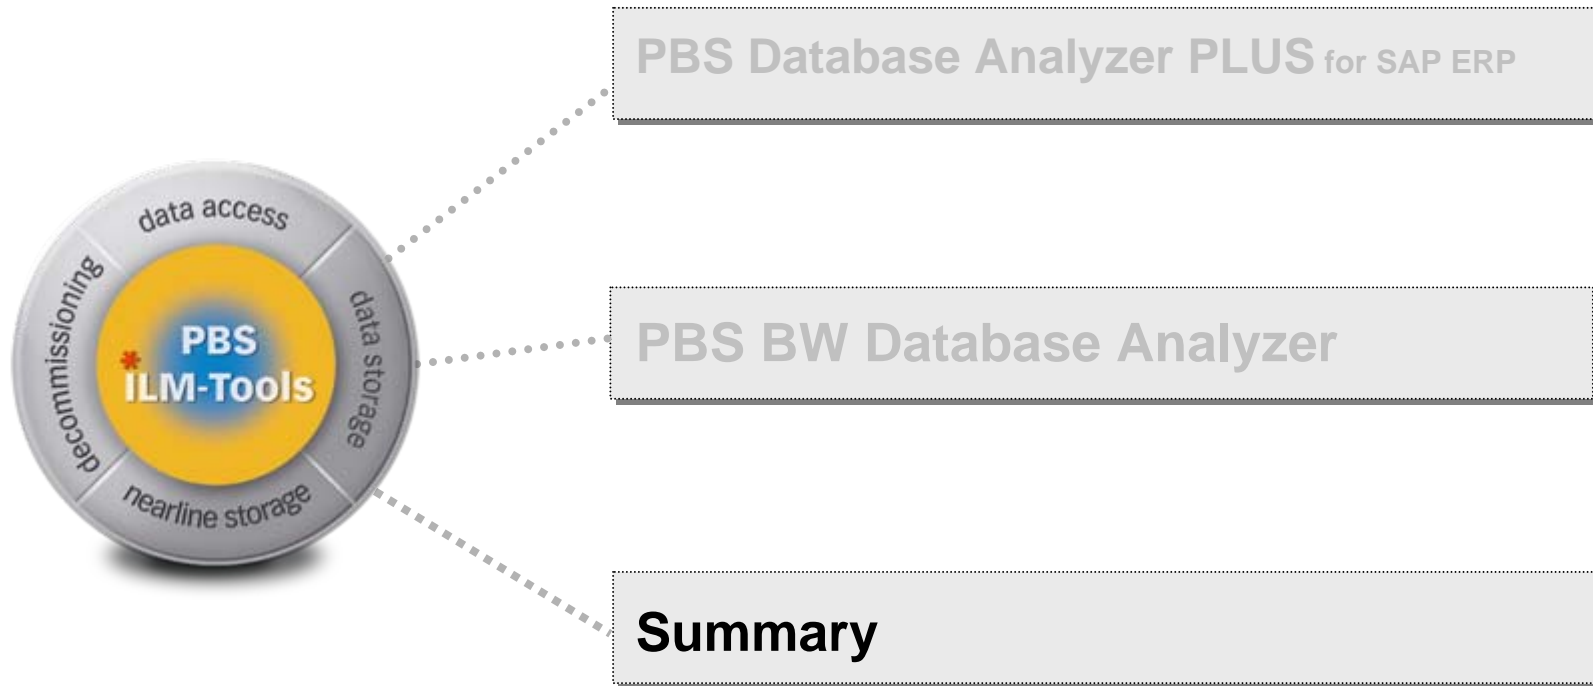 PBS Database Analyzer PLUS for SAP ERP
data access
decommissioning
data storage
PBS
* ILM-Tools
nearline storage
PBS BW Database Analyzer
Summary